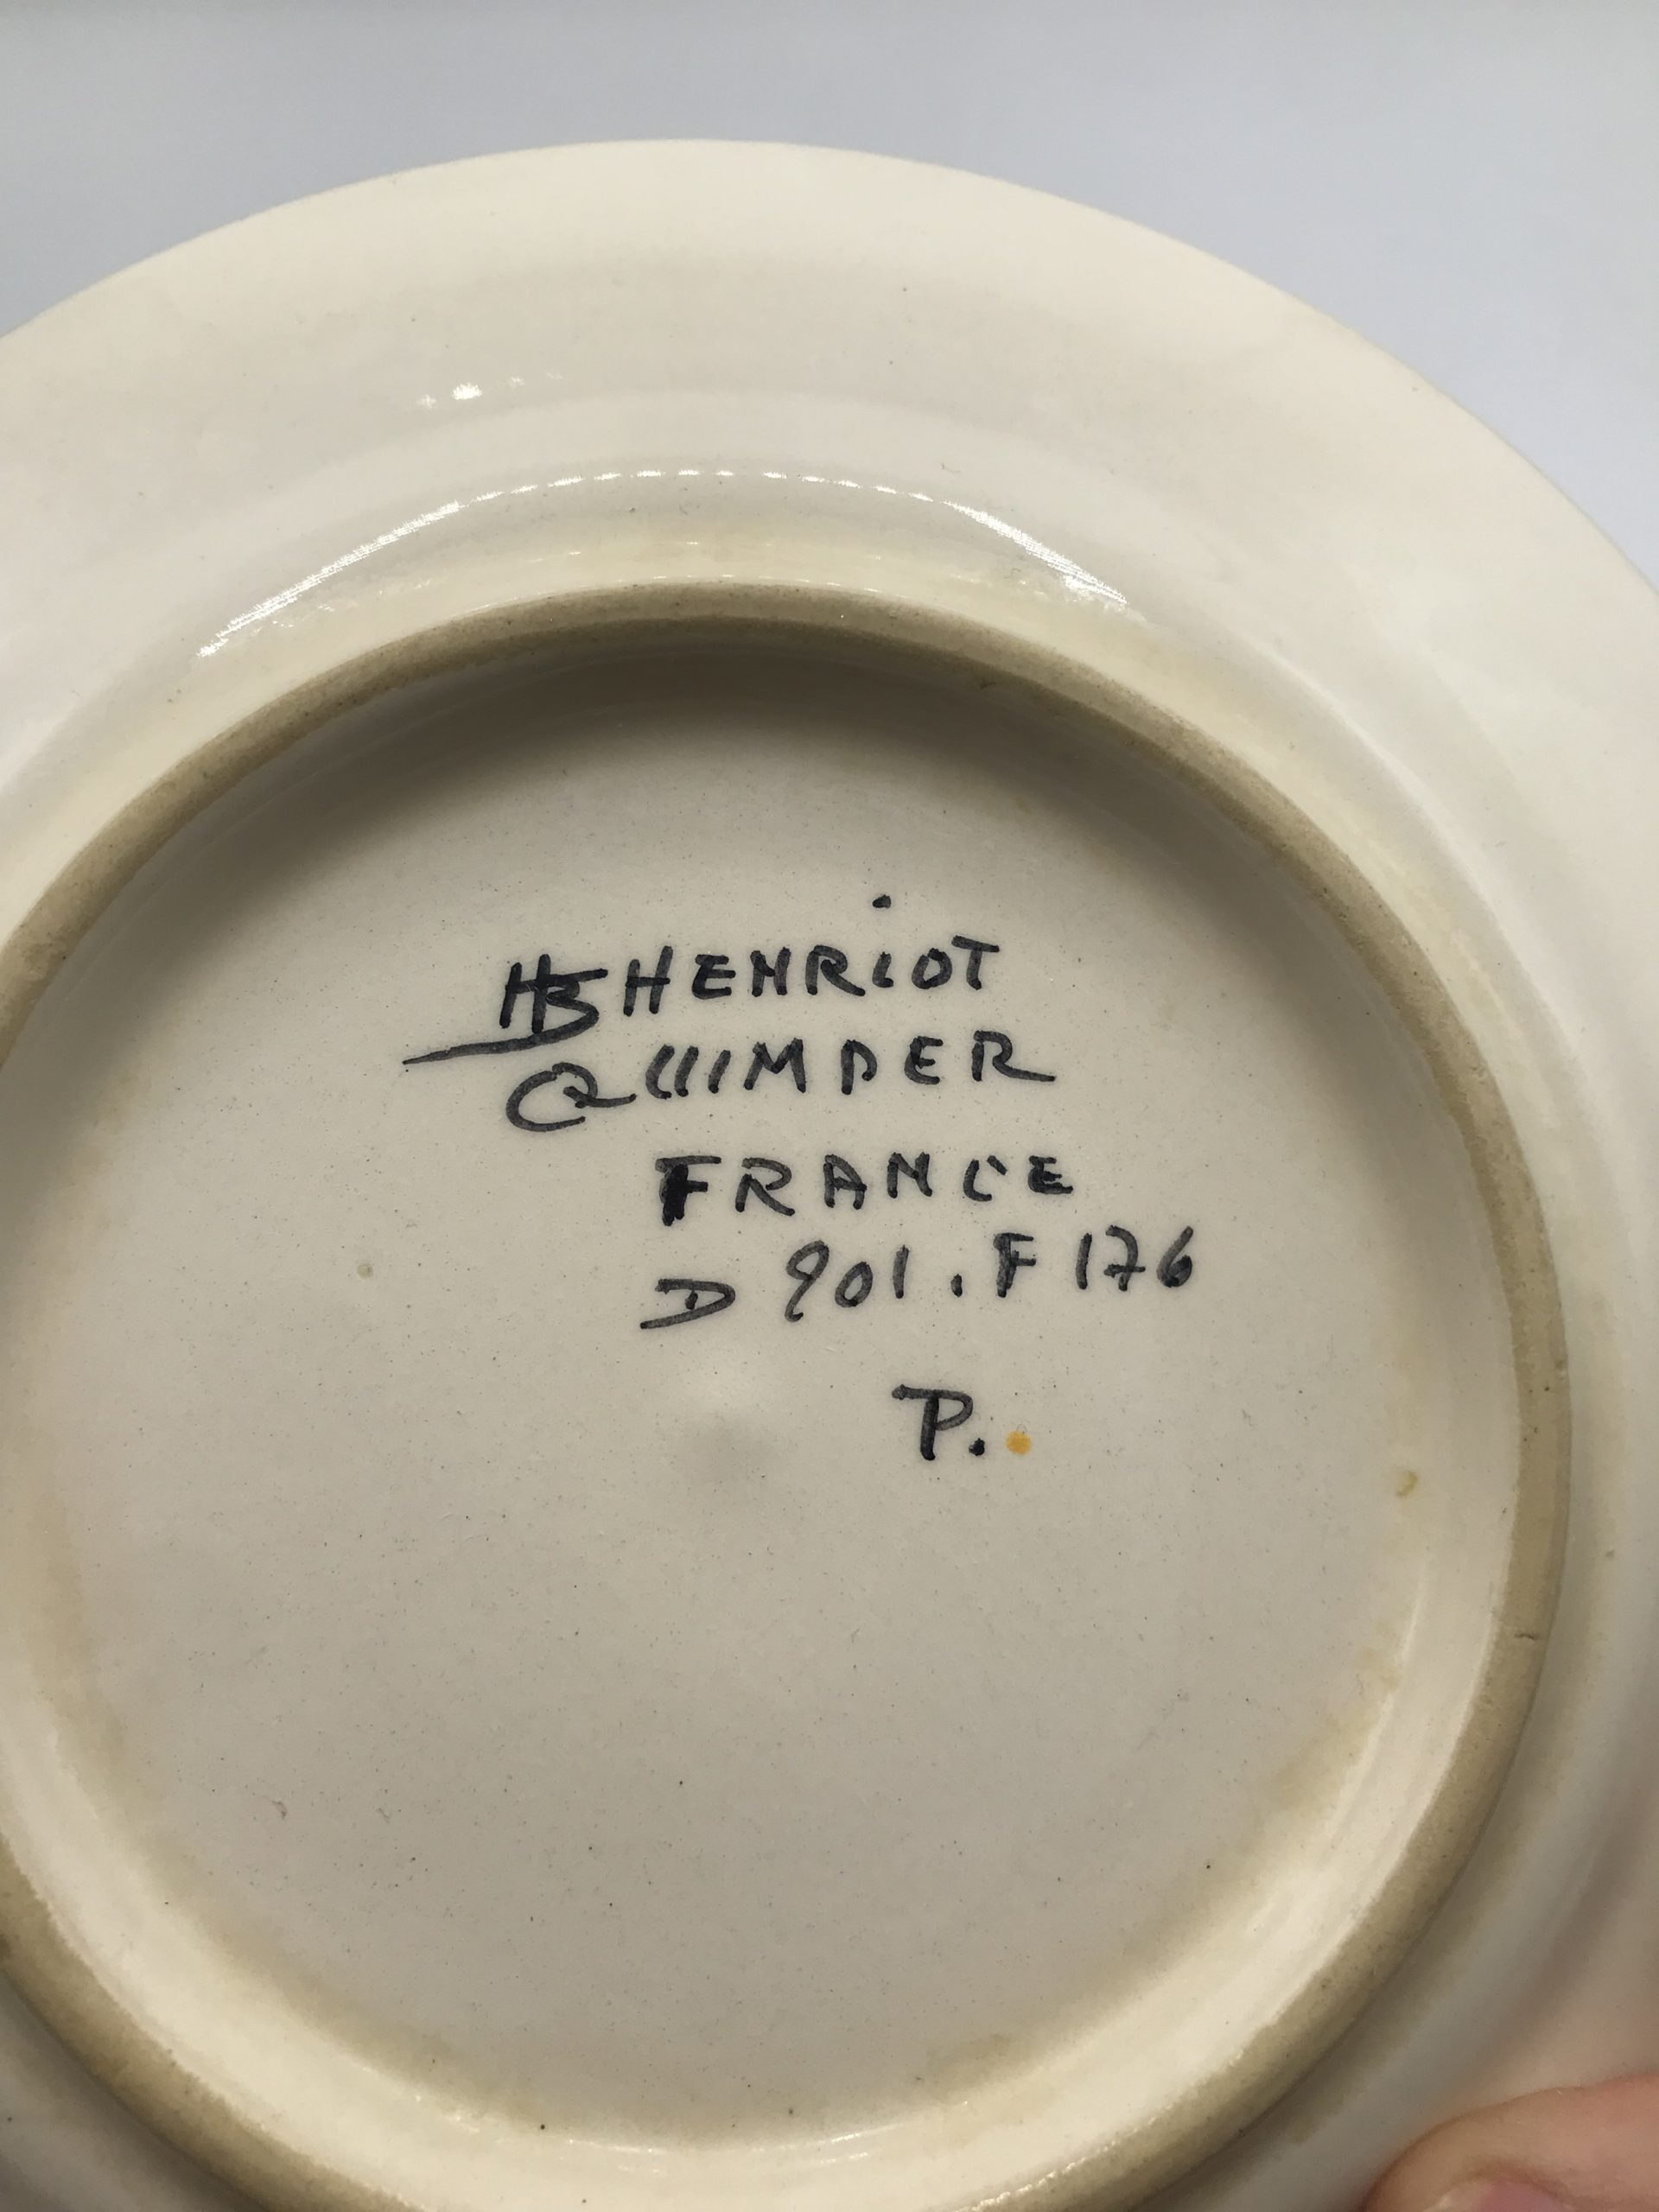 HB HENRIOT
QUIMPER
FRANCE
D 901. F 176
P.